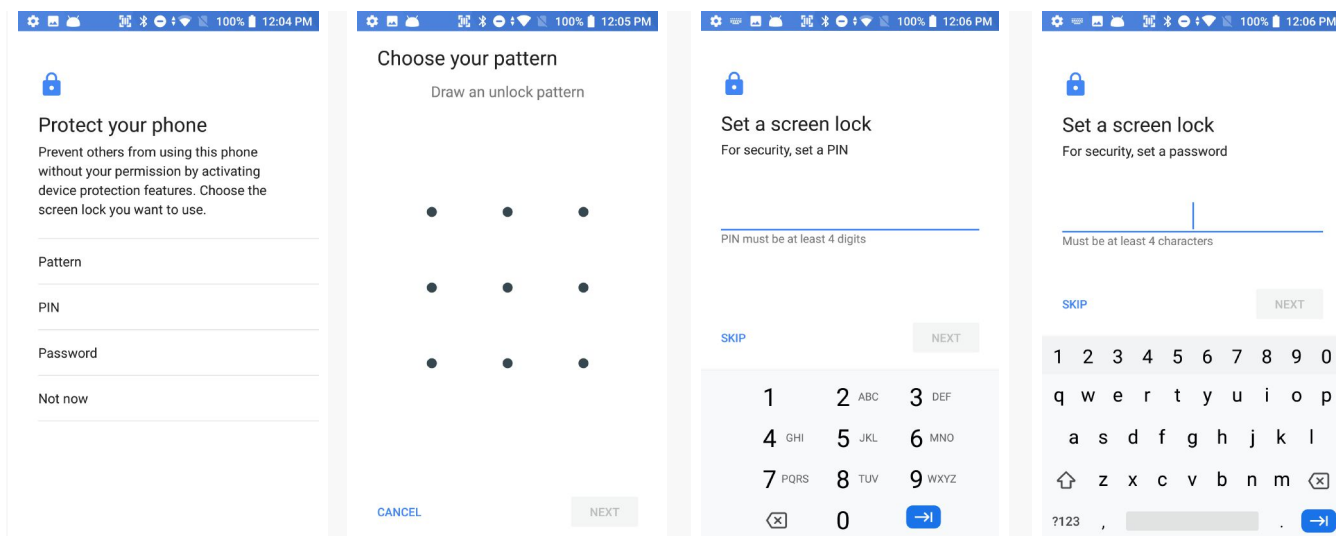 100% 12:04 PM
Protect your phone
Prevent others from using this phone
without your permission by activating
device protection features. Choose the
screen lock you want to use.
Pattern
PIN
Password
Not now
100% 12:05 PM
Choose your pattern
Draw an unlock pattern
CANCEL NEXT
100% 12:06 PM
Set a screen lock
For security, set a PIN
PIN must be at least 4 digits
SKIP NEXT
1 2 ABC 3 DEF
4 GHI 5 JKL 6 MNO
7 PQRS 8 TUV 9 WXYZ
0
100% 12:06 PM
Set a screen lock
For security, set a password
Must be at least 4 characters
SKIP NEXT
1 2 3 4 5 6 7 8 9 0
q w e r t y u i o p
a s d f g h j k l
z x c v b n m
?123 , .